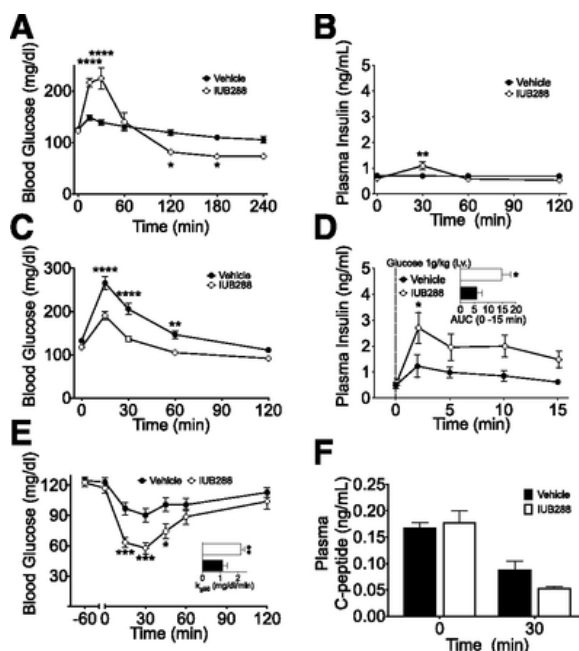 A
Blood Glucose (mg/dl)
200
100
0
**** ****
* *
Vehicle
IUB288
0 60 120 180 240
Time (min)
B
Plasma Insulin (ng/mL)
5
4
3
2
1
0
**
Vehicle
IUB288
0 30 60 90 120
Time (min)
C
Blood Glucose (mg/dl)
300
200
100
****
****
**
Vehicle
IUB288
0 30 60 90 120
Time (min)
D
Plasma Insulin (ng/ml)
5
4
3
2
1
0
Glucose 1g/kg (i.v.)
Vehicle
IUB288
*
*
0 5 10 15 20
AUC (0 -15 min)
0 5 10 15
Time (min)
E
Blood Glucose (mg/dl)
120
90
60
30
Vehicle
IUB288
***
***
*
**
0 1 2
(mg/dl/min)
-60 0 30 60 90 120
Time (min)
F
Plasma
C-peptide (ng/mL)
0.20
0.15
0.10
0.05
0.00
Vehicle
IUB288
0 30
Time (min)